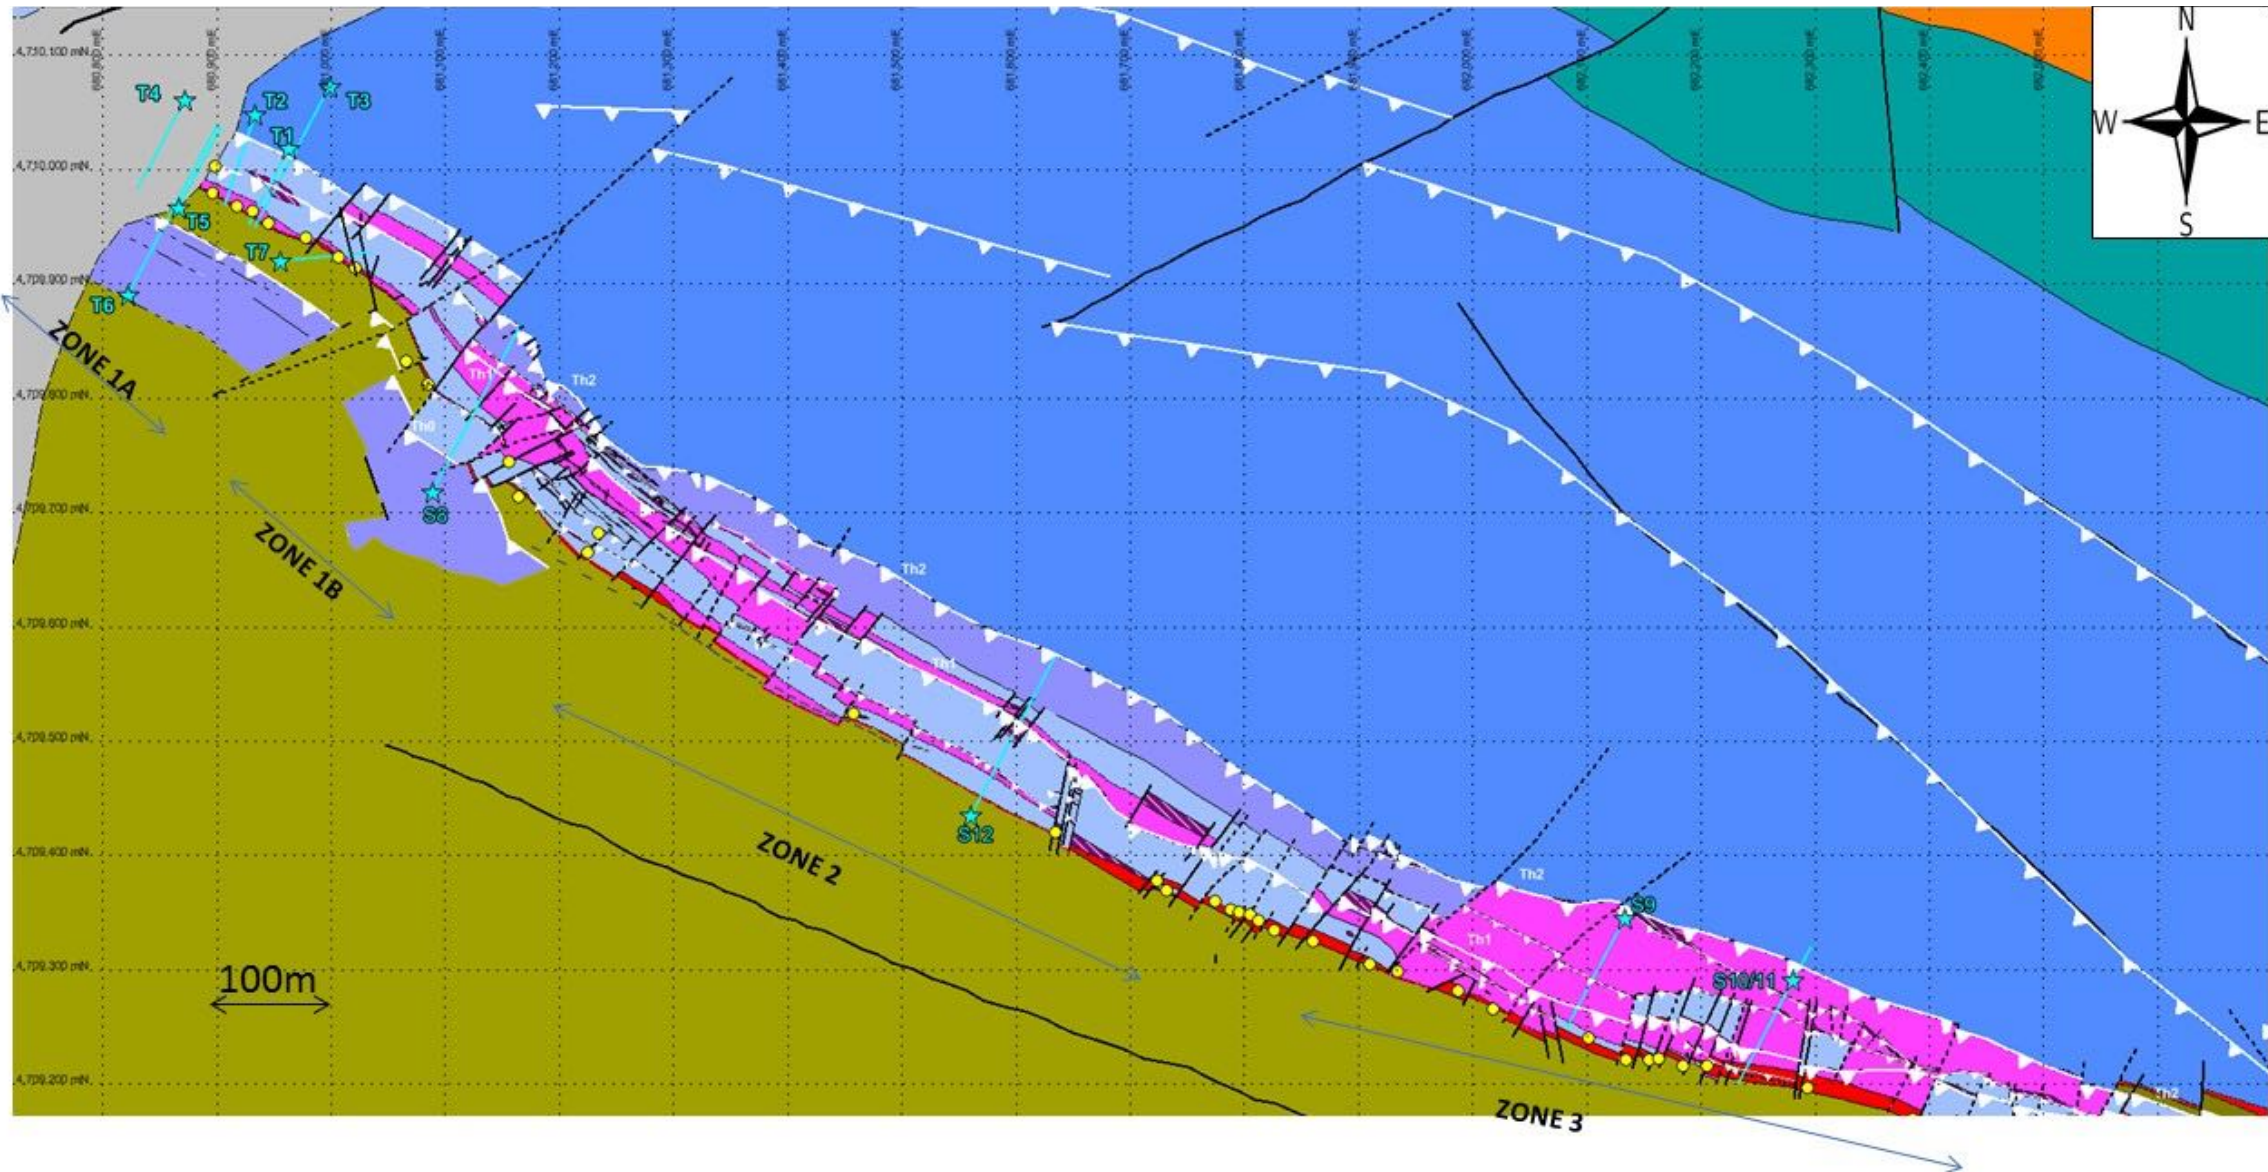 N
W E
S
4,710,100 mN
T4
T2
T3
T1
4,710,000 mN
T5
T7
4,709,900 mN
T6
ZONE 1A
Th1
Th2
4,709,800 mN
Th0
S8
4,709,700 mN
ZONE 1B
Th2
4,709,600 mN
Th1
4,709,500 mN
S12
ZONE 2
4,709,400 mN
Th2
S9
Th1
4,709,300 mN
S10/11
100m
4,709,200 mN
Th2
ZONE 3